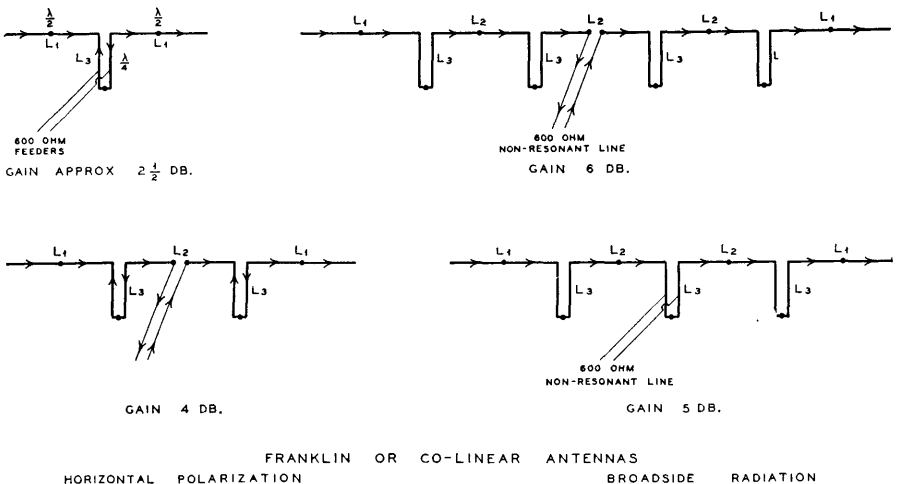 λ/2
L1
L3
λ/4
λ/2
L1
600 OHM
FEEDERS
GAIN APPROX 2 1/2 DB.
L1
L3
L2
L3
L2
L3
L2
L
L1
600 OHM
NON-RESONANT LINE
GAIN 6 DB.
L1
L3
L2
L3
L1
GAIN 4 DB.
L1
L3
L2
L3
L2
L3
L1
600 OHM
NON-RESONANT LINE
GAIN 5 DB.
FRANKLIN OR CO-LINEAR ANTENNAS
HORIZONTAL POLARIZATION
BROADSIDE RADIATION